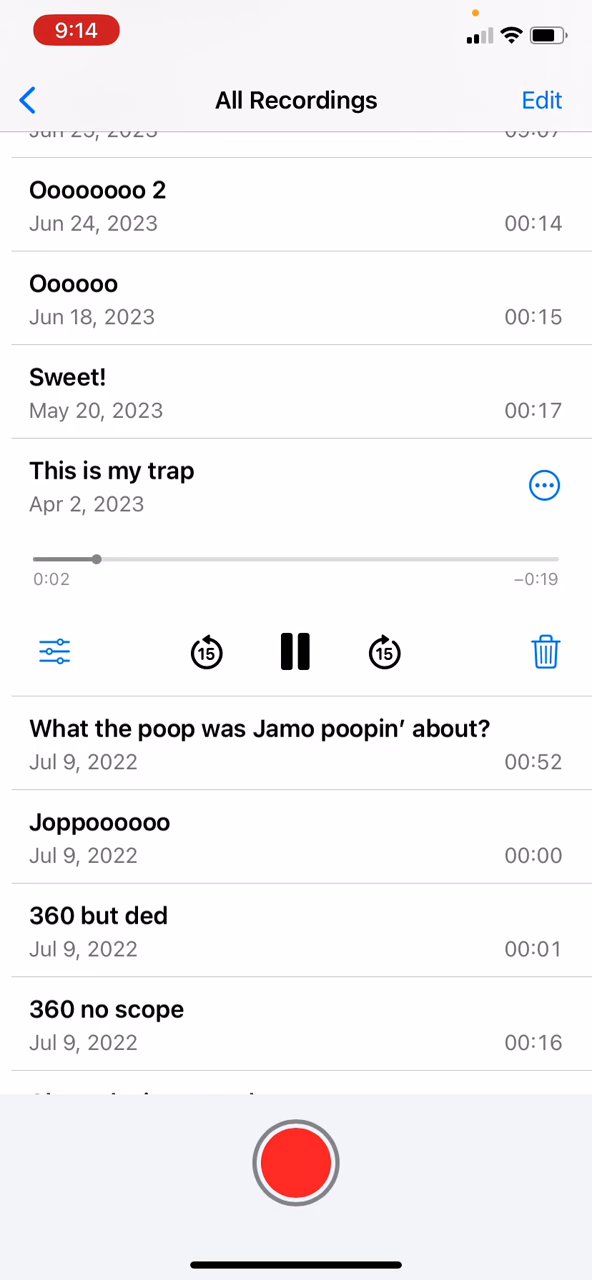 9:14
All Recordings
Edit
Jun 25, 2023
Oooooooo 2
Jun 24, 2023
00:14
Oooooo
Jun 18, 2023
00:15
Sweet!
May 20, 2023
00:17
This is my trap
Apr 2, 2023
0:02
−0:19
15
15
What the poop was Jamo poopin’ about?
Jul 9, 2022
00:52
Joppoooooo
Jul 9, 2022
00:00
360 but ded
Jul 9, 2022
00:01
360 no scope
Jul 9, 2022
00:16